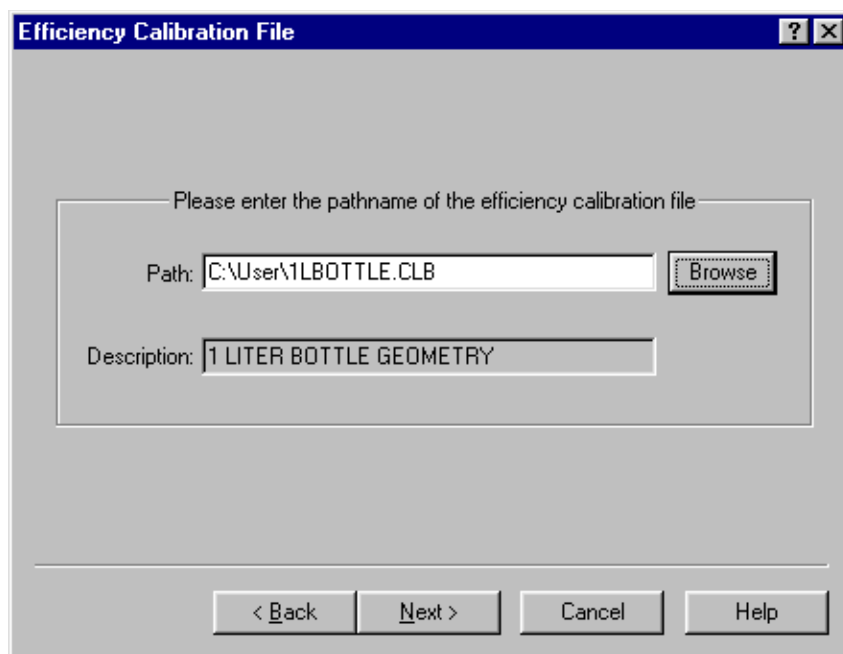 Efficiency Calibration File
Please enter the pathname of the efficiency calibration file
Path: C:\User\1LBOTTLE.CLB Browse
Description: 1 LITER BOTTLE GEOMETRY
< Back Next > Cancel Help